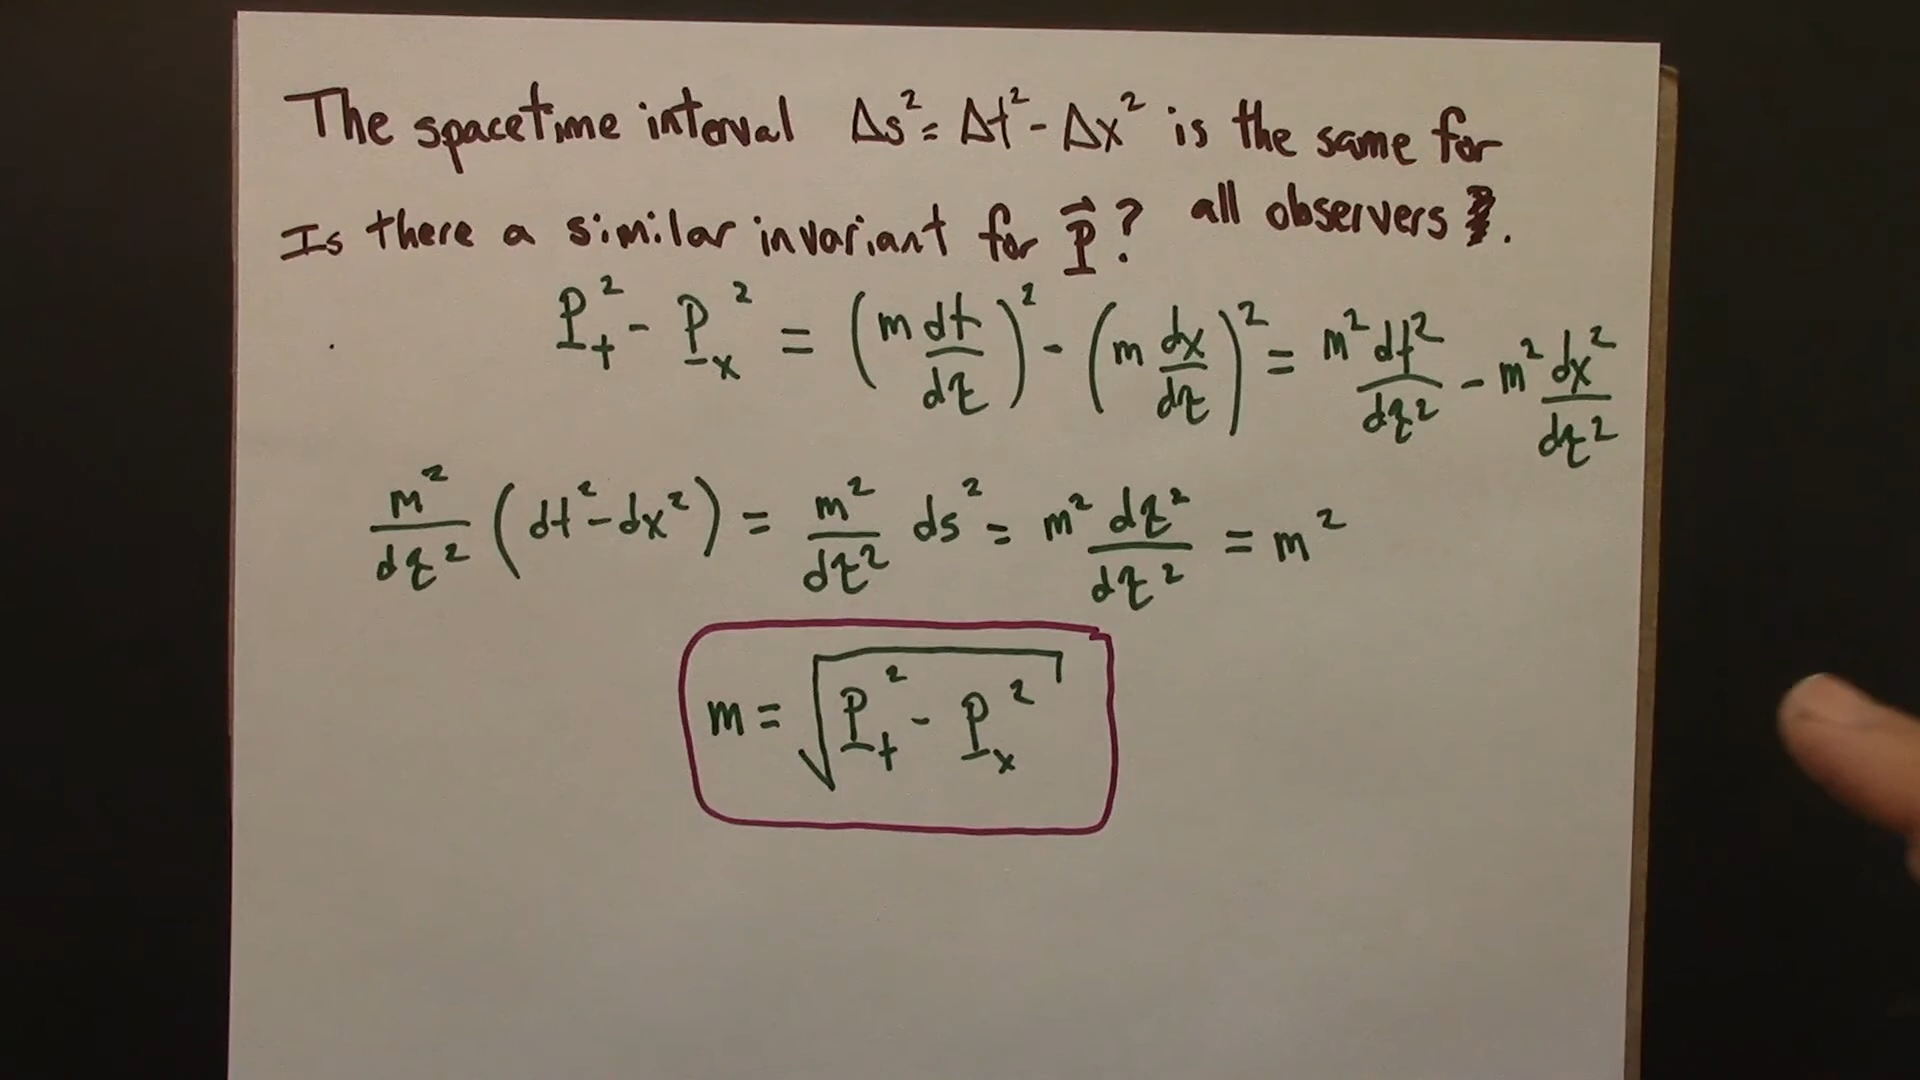 The spacetime interval Δs² = Δt² - Δx² is the same for
all observers.
Is there a similar invariant for P⃗?
P_t² - P_x² = (m dt/dτ)² - (m dx/dτ)² = m² dt²/dτ² - m² dx²/dτ²
m²/dτ² (dt² - dx²) = m²/dτ² ds² = m² dτ²/dτ² = m²
m = √(P_t² - P_x²)